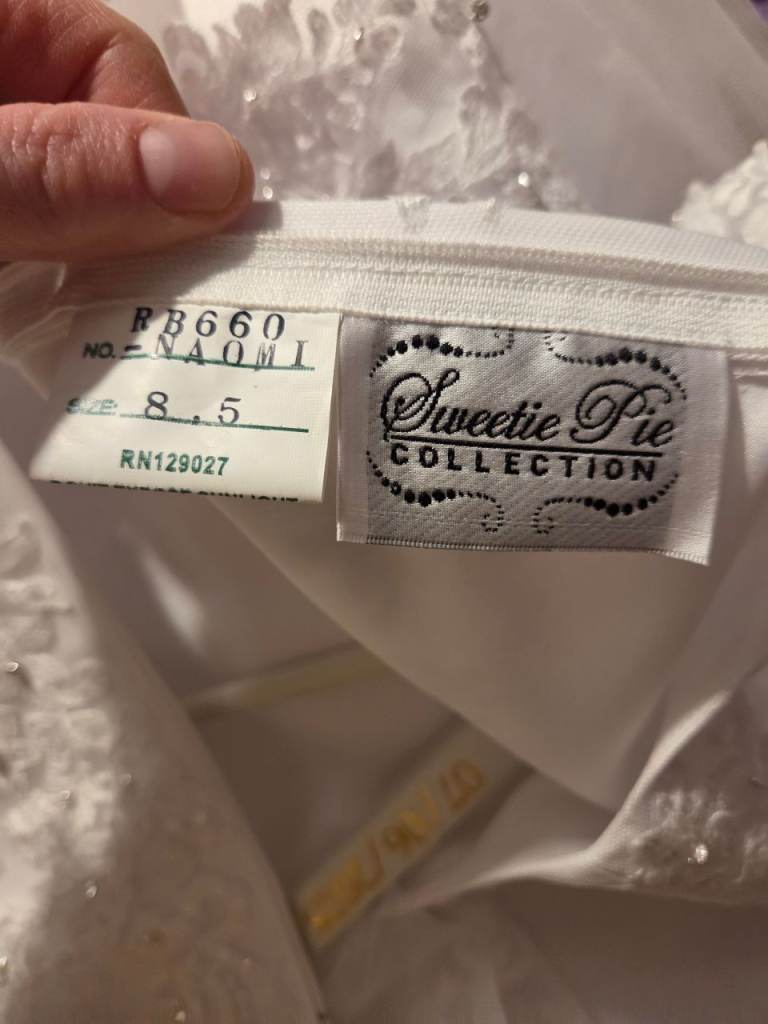 RB660
NO. -NAOMI
SIZE: 8.5
RN129027
Sweetie Pie
COLLECTION